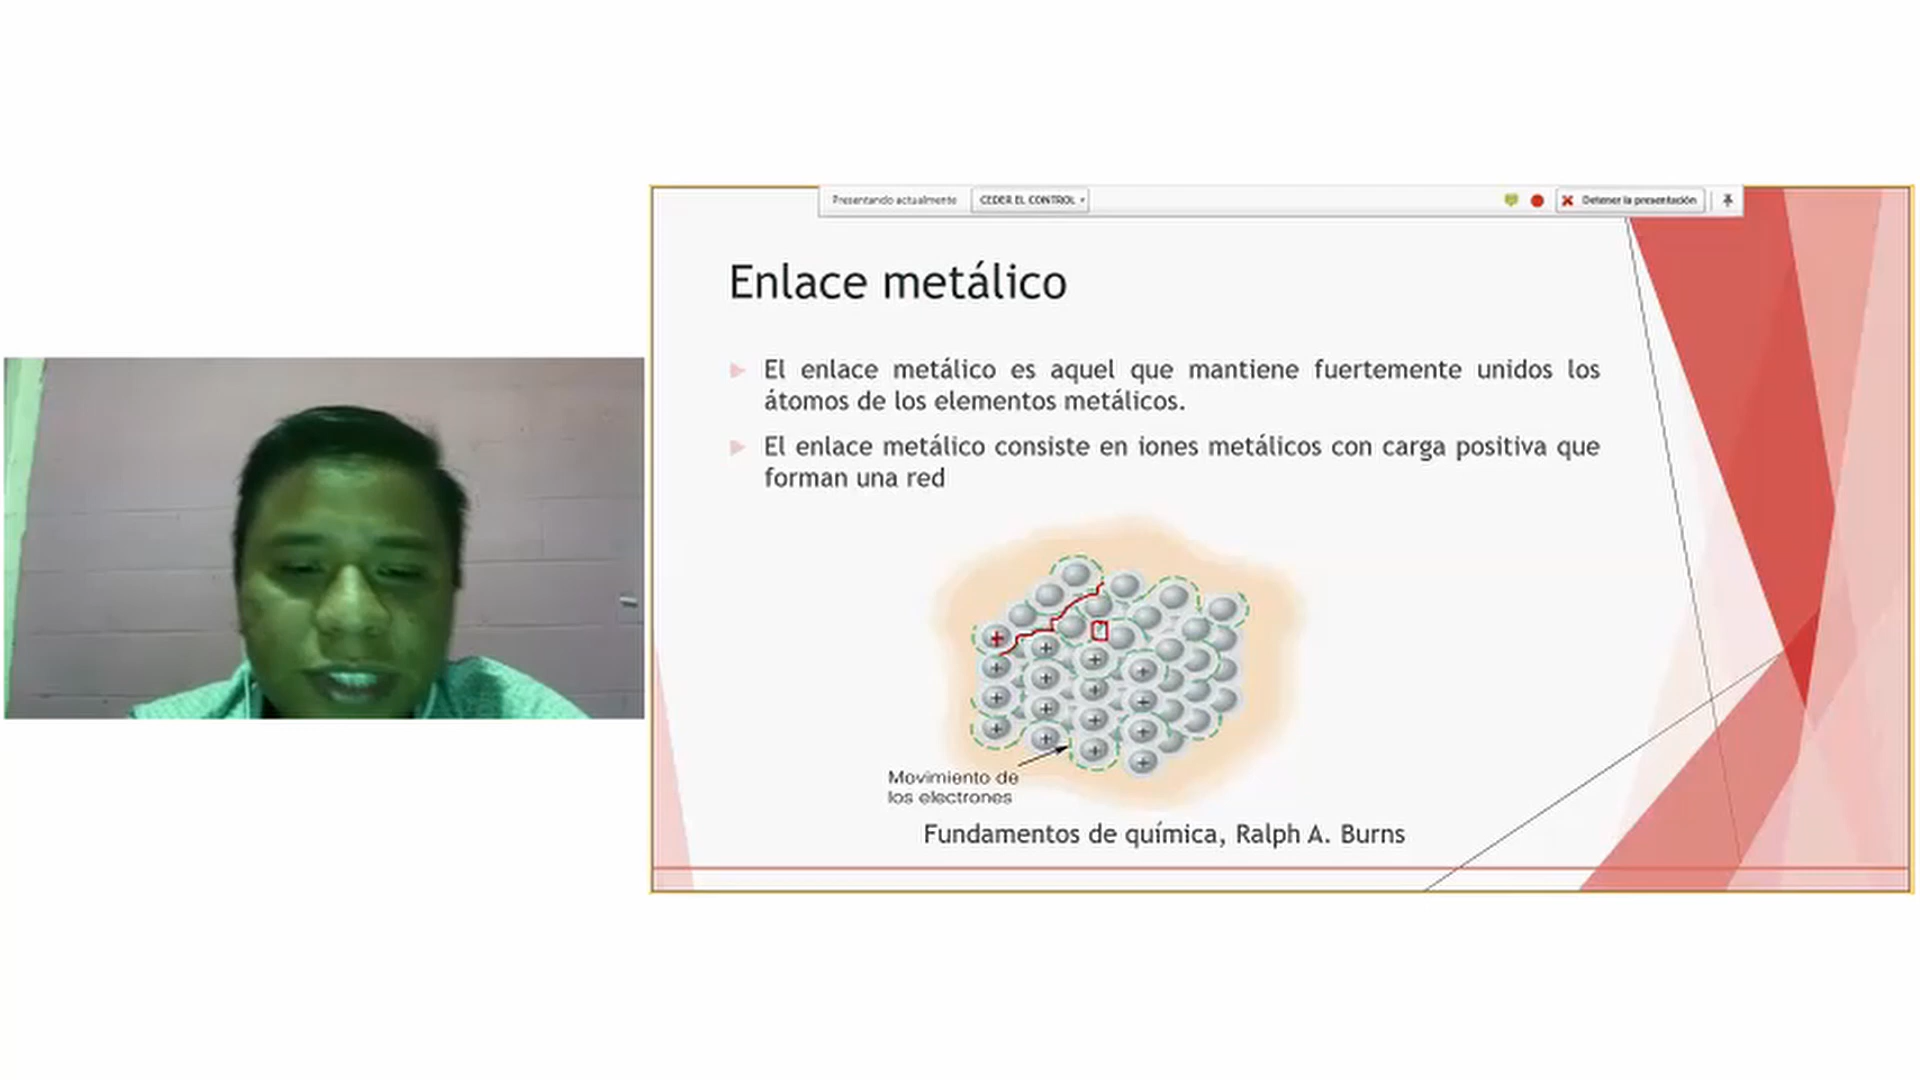 Presentando actualmente
CEDER EL CONTROL
Detener la presentación
Enlace metálico
El enlace metálico es aquel que mantiene fuertemente unidos los
átomos de los elementos metálicos.
El enlace metálico consiste en iones metálicos con carga positiva que
forman una red
+
+ +
+ + + +
+ + + +
+ + + +
+ + +
+
Movimiento de
los electrones
Fundamentos de química, Ralph A. Burns